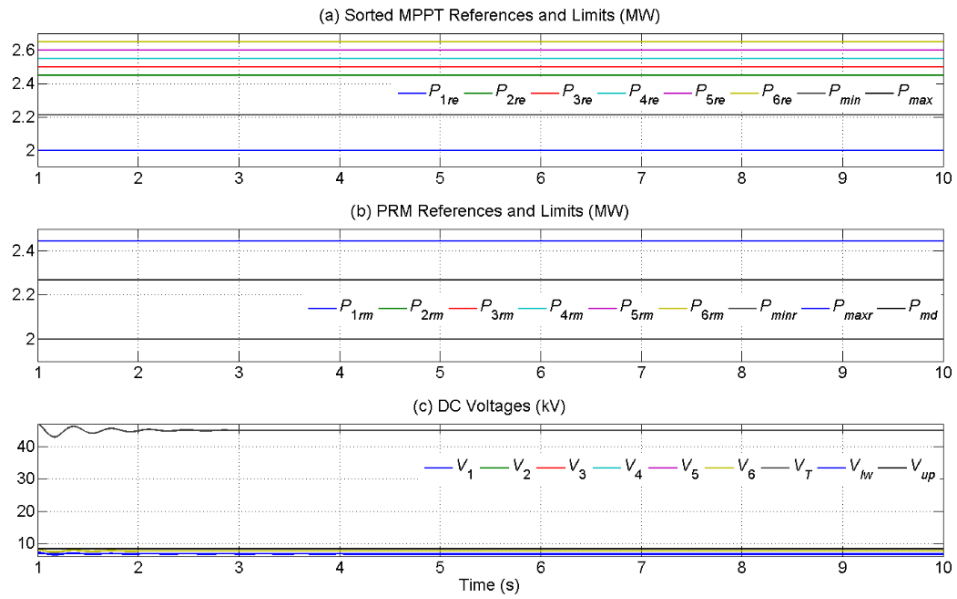 (a) Sorted MPPT References and Limits (MW)
2.6
2.4
2.2
2
P1re P2re P3re P4re P5re P6re Pmin Pmax
1 2 3 4 5 6 7 8 9 10
(b) PRM References and Limits (MW)
2.4
2.2
2
P1rm P2rm P3rm P4rm P5rm P6rm Pminr Pmaxr Pmd
1 2 3 4 5 6 7 8 9 10
(c) DC Voltages (kV)
40
30
20
10
V1 V2 V3 V4 V5 V6 VT Vlw Vup
1 2 3 4 5 6 7 8 9 10
Time (s)